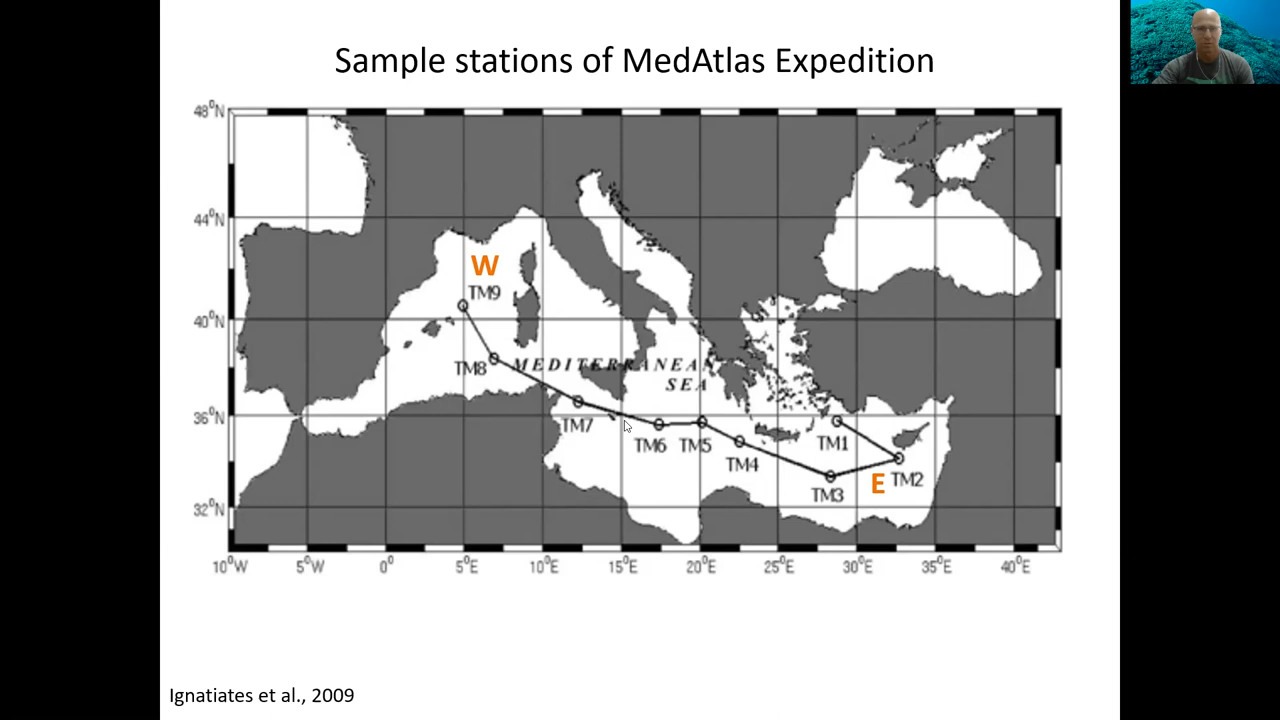 Sample stations of MedAtlas Expedition
48°N
44°N
40°N
36°N
32°N
W
TM9
TM8
MEDITERRANEAN
SEA
TM7
TM6
TM5
TM4
TM1
TM3
E
TM2
10°W
5°W
0°
5°E
10°E
15°E
20°E
25°E
30°E
35°E
40°E
Ignatiates et al., 2009